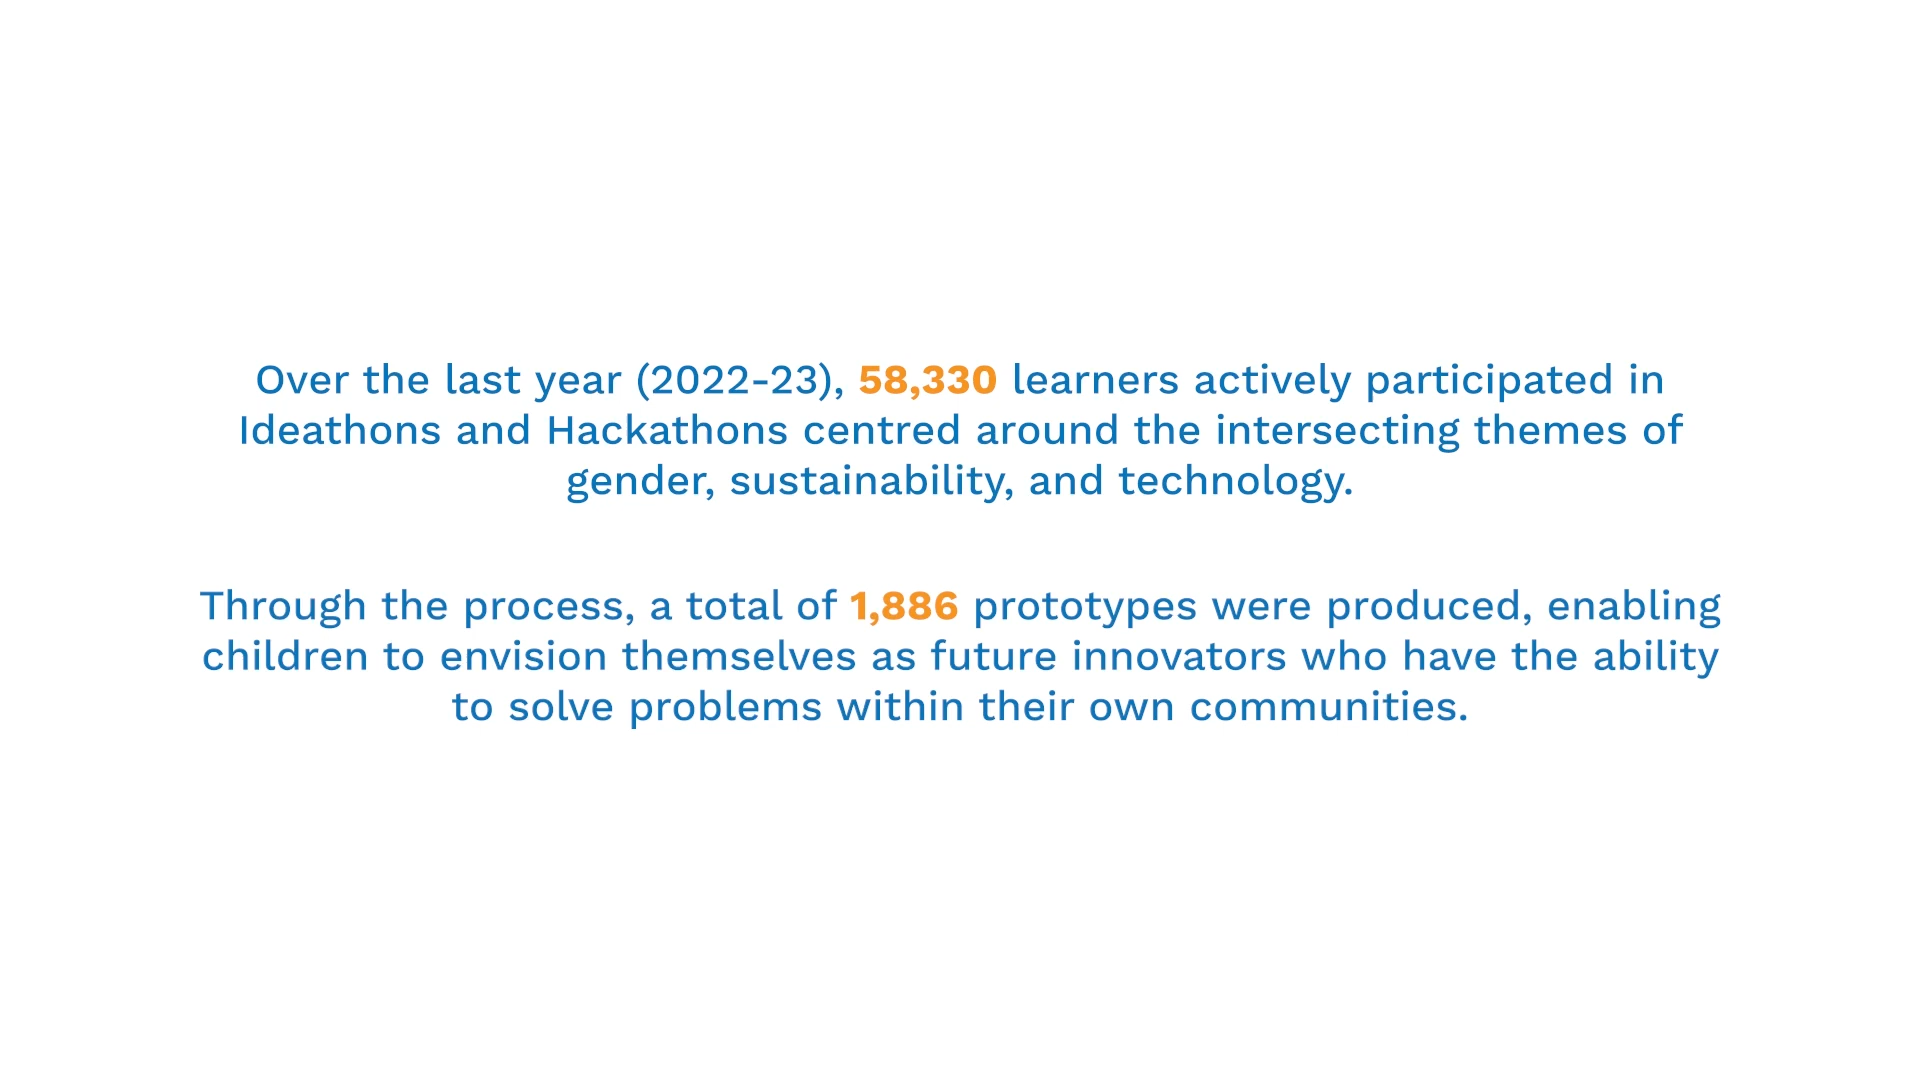 Over the last year (2022-23), 58,330 learners actively participated in
Ideathons and Hackathons centred around the intersecting themes of
gender, sustainability, and technology.
Through the process, a total of 1,886 prototypes were produced, enabling
children to envision themselves as future innovators who have the ability
to solve problems within their own communities.